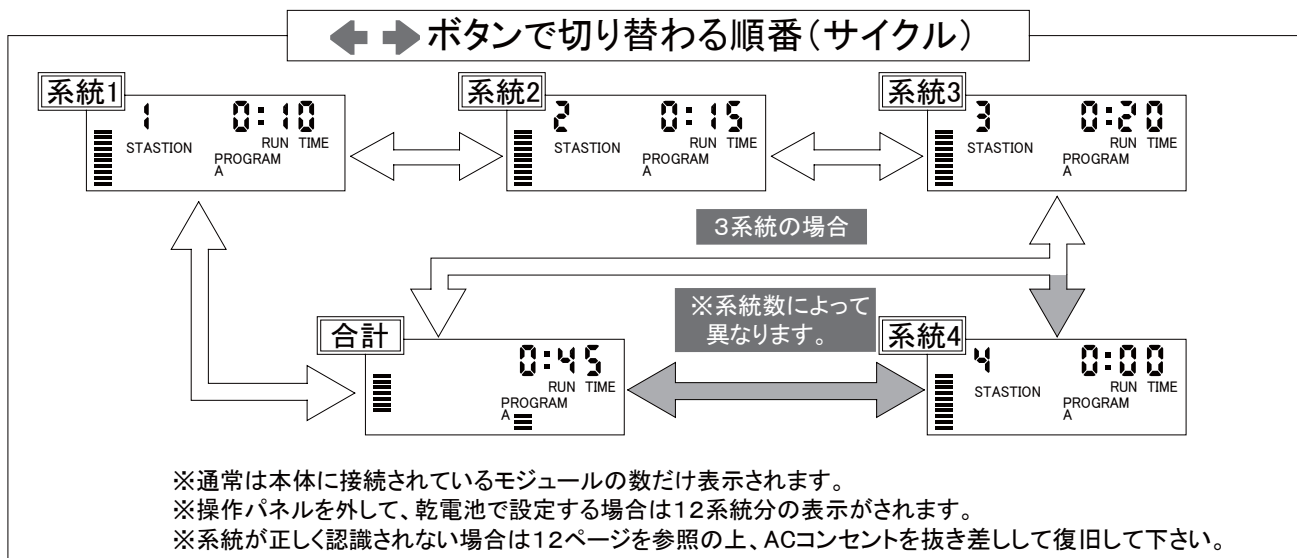 ボタンで切り替わる順番(サイクル)
系統1
1 0:10
STASTION RUN TIME
PROGRAM
A
系統2
2 0:15
STASTION RUN TIME
PROGRAM
A
系統3
3 0:20
STASTION RUN TIME
PROGRAM
A
3系統の場合
※系統数によって
異なります。
合計
0:45
RUN TIME
PROGRAM
A
系統4
4 0:00
STASTION RUN TIME
PROGRAM
A
※通常は本体に接続されているモジュールの数だけ表示されます。
※操作パネルを外して、乾電池で設定する場合は12系統分の表示がされます。
※系統が正しく認識されない場合は12ページを参照の上、ACコンセントを抜き差しして復旧して下さい。